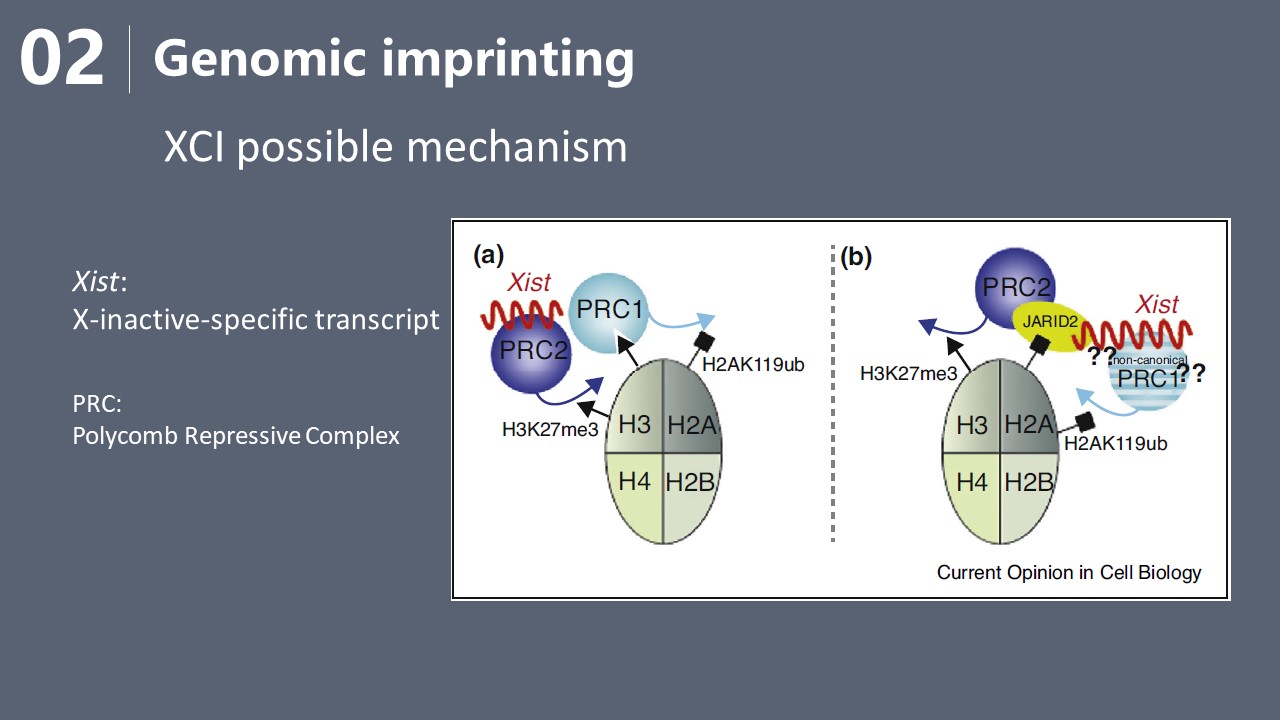 02
Genomic imprinting
XCI possible mechanism
Xist:
X-inactive-specific transcript
PRC:
Polycomb Repressive Complex
(a)
Xist
PRC1
PRC2
H2AK119ub
H3K27me3
H3
H2A
H4
H2B
(b)
PRC2
JARID2
Xist
??
non-canonical
PRC1
??
H3K27me3
H3
H2A
H2AK119ub
H4
H2B
Current Opinion in Cell Biology